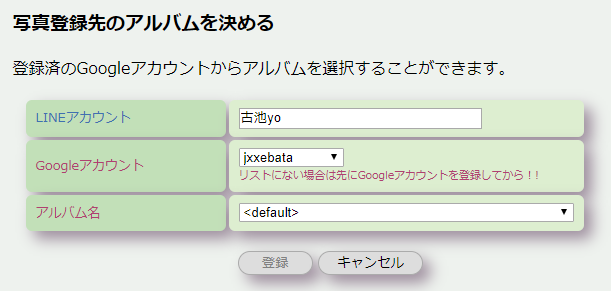 写真登録先のアルバムを決める
登録済のGoogleアカウントからアルバムを選択することができます。
LINEアカウント
古池yo
Googleアカウント
jxxebata
リストにない場合は先にGoogleアカウントを登録してから！！
アルバム名
<default>
登録 キャンセル